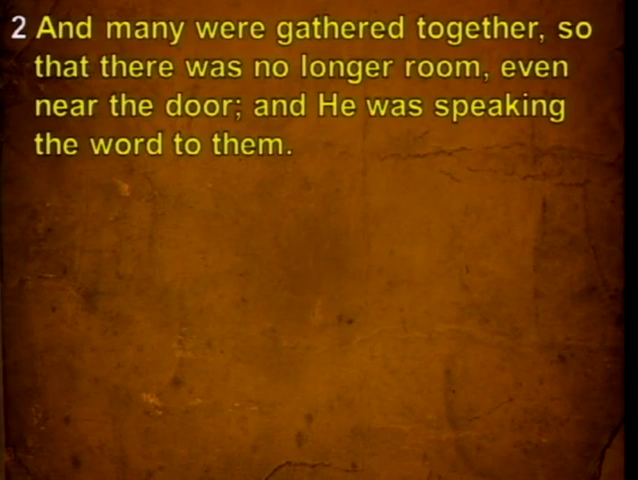 2 And many were gathered together, so
that there was no longer room, even
near the door; and He was speaking
the word to them.